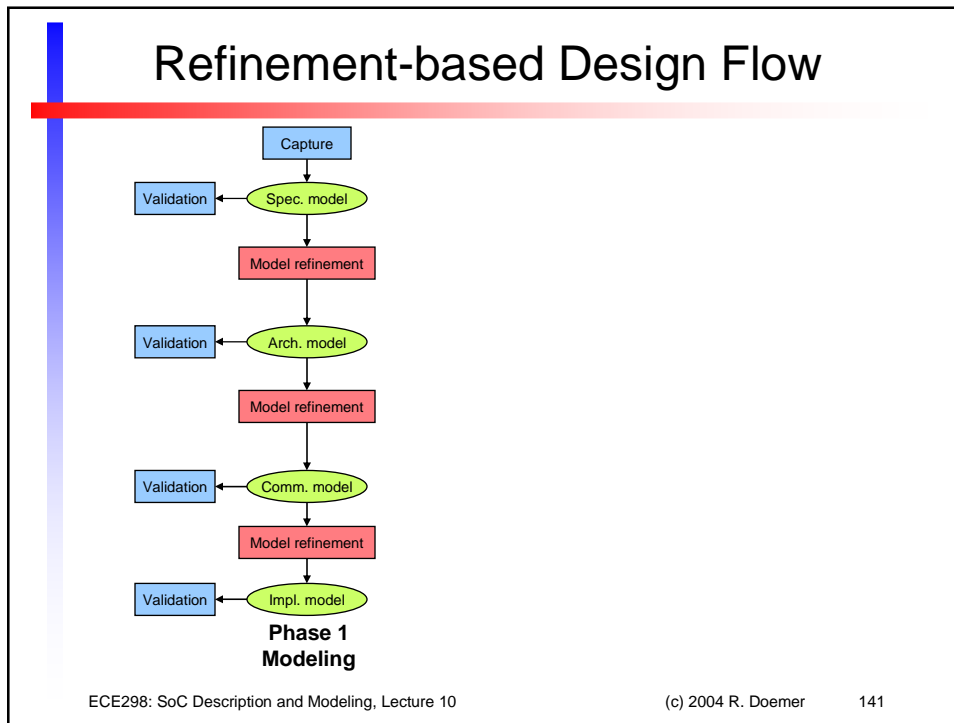 Refinement-based Design Flow
Capture
Validation
Spec. model
Model refinement
Validation
Arch. model
Model refinement
Validation
Comm. model
Model refinement
Validation
Impl. model
Phase 1
Modeling
ECE298: SoC Description and Modeling, Lecture 10
(c) 2004 R. Doemer
141